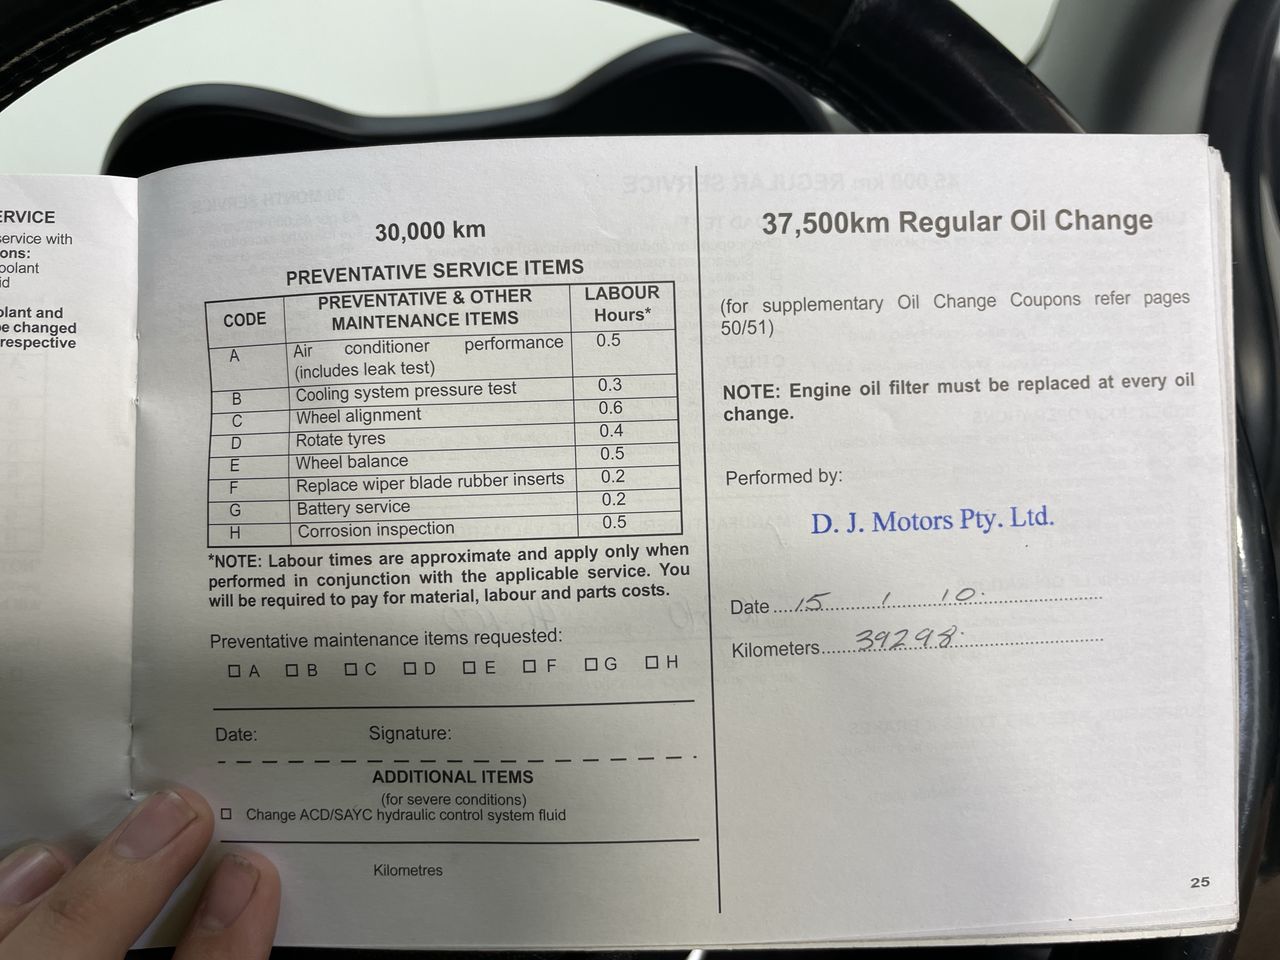 ERVICE
service with
ons:
oolant
id
olant and
be changed
respective
30,000 km
PREVENTATIVE SERVICE ITEMS
CODE PREVENTATIVE & OTHER MAINTENANCE ITEMS LABOUR Hours*
A Air conditioner performance (includes leak test) 0.5
B Cooling system pressure test 0.3
C Wheel alignment 0.6
D Rotate tyres 0.4
E Wheel balance 0.5
F Replace wiper blade rubber inserts 0.2
G Battery service 0.2
H Corrosion inspection 0.5
*NOTE: Labour times are approximate and apply only when
performed in conjunction with the applicable service. You
will be required to pay for material, labour and parts costs.
Preventative maintenance items requested:
☐ A ☐ B ☐ C ☐ D ☐ E ☐ F ☐ G ☐ H
Date: Signature:
ADDITIONAL ITEMS
(for severe conditions)
☐ Change ACD/SAYC hydraulic control system fluid
Kilometres
37,500km Regular Oil Change
(for supplementary Oil Change Coupons refer pages
50/51)
NOTE: Engine oil filter must be replaced at every oil
change.
Performed by:
D. J. Motors Pty. Ltd.
Date 15 / 10
Kilometers 39298
25